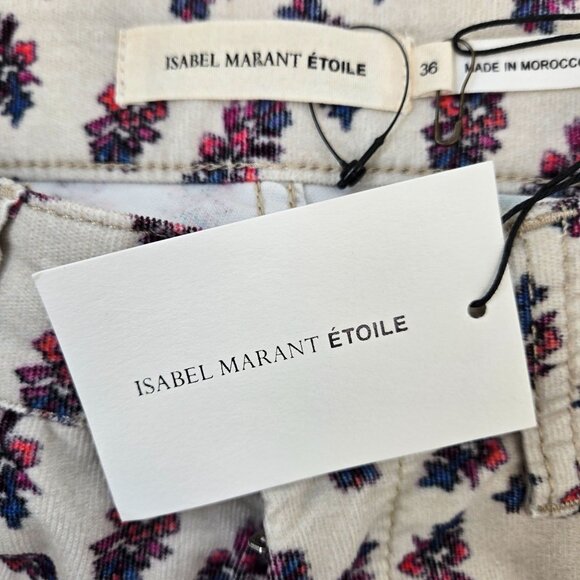 ISABEL MARANT ÉTOILE
36
MADE IN MOROCCO
ISABEL MARANT ÉTOILE